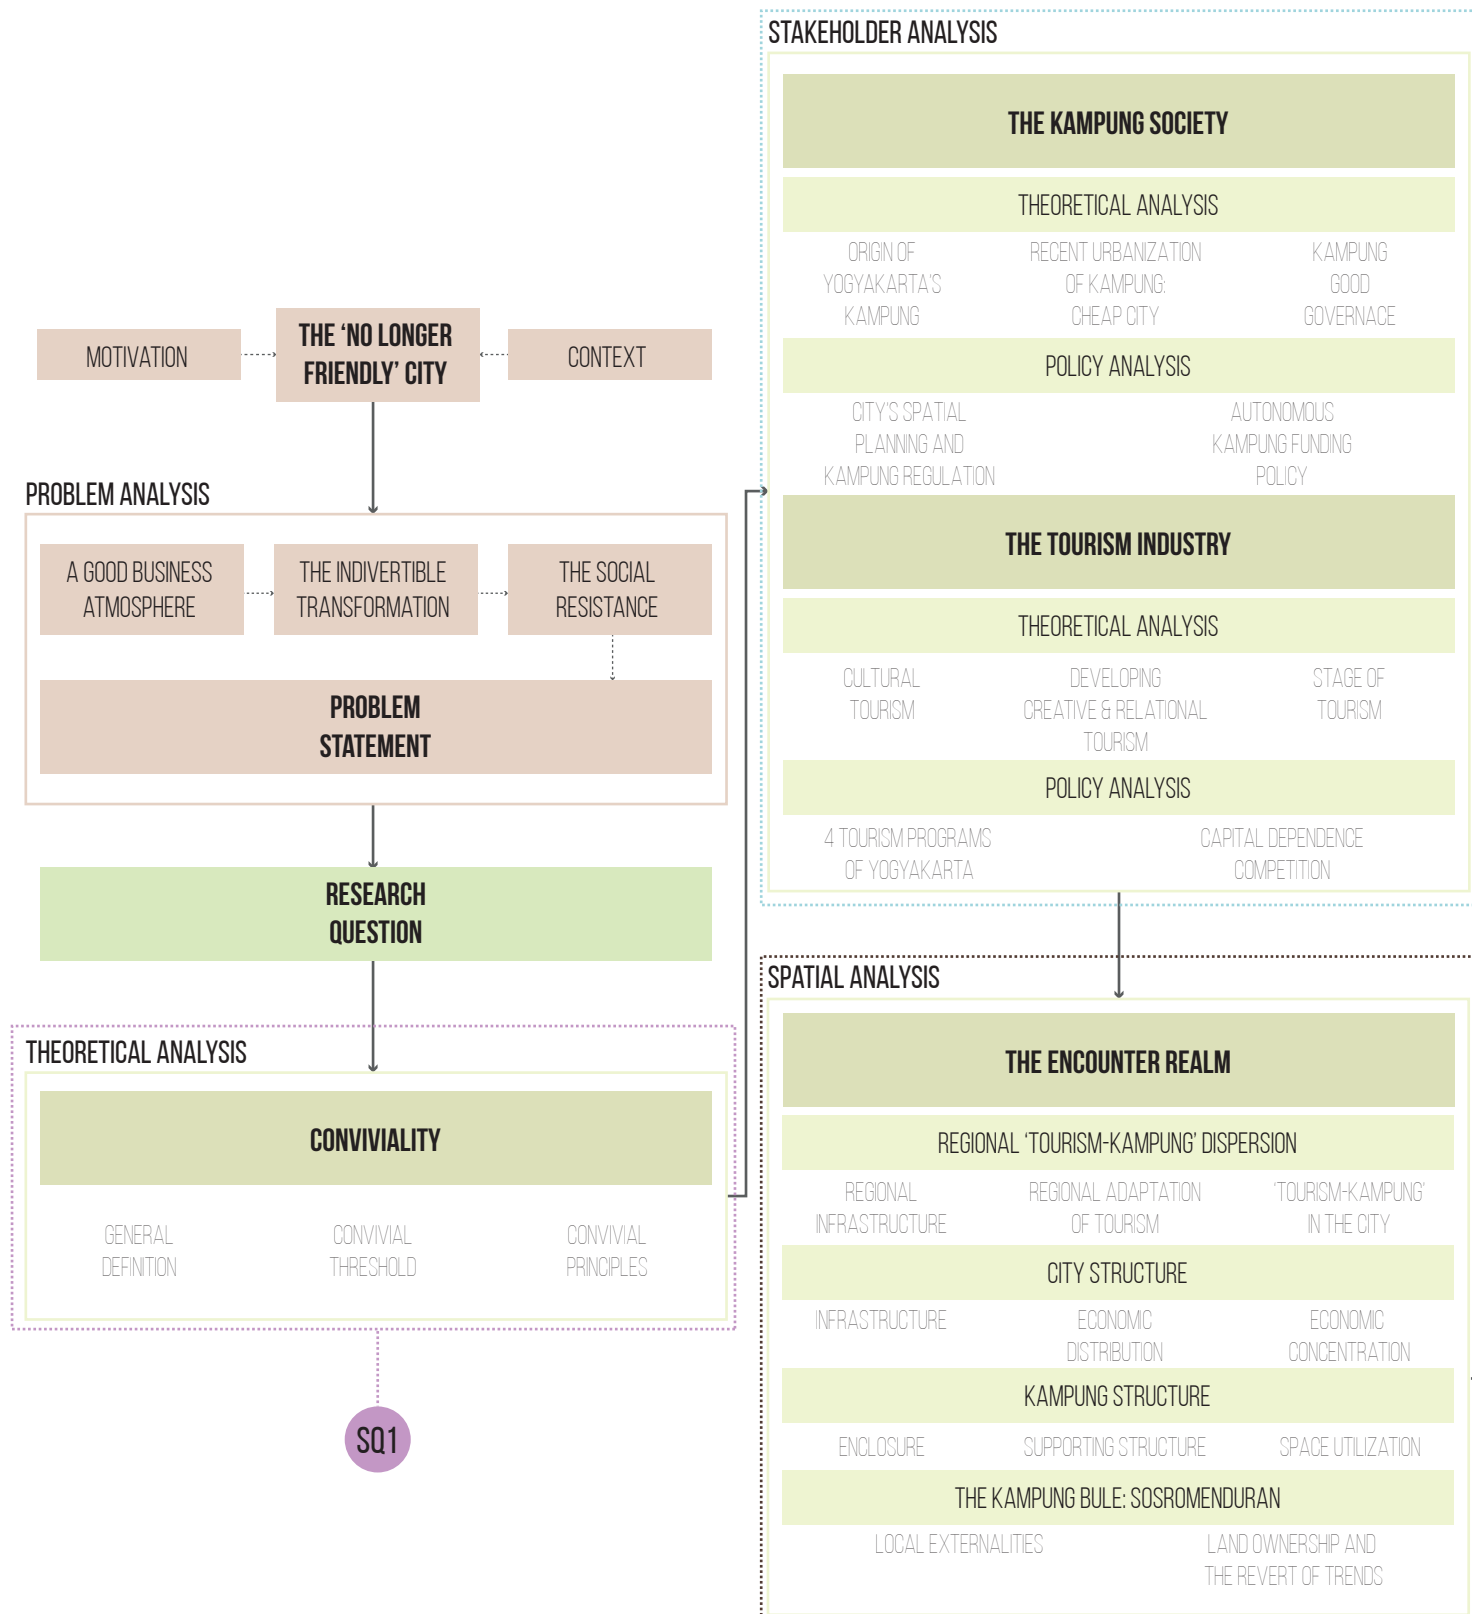 MOTIVATION
THE ‘NO LONGER
FRIENDLY’ CITY
CONTEXT
PROBLEM ANALYSIS
A GOOD BUSINESS
ATMOSPHERE
THE INDIVERTIBLE
TRANSFORMATION
THE SOCIAL
RESISTANCE
PROBLEM
STATEMENT
RESEARCH
QUESTION
THEORETICAL ANALYSIS
CONVIVIALITY
GENERAL
DEFINITION
CONVIVIAL
THRESHOLD
CONVIVIAL
PRINCIPLES
SQ1
STAKEHOLDER ANALYSIS
THE KAMPUNG SOCIETY
THEORETICAL ANALYSIS
ORIGIN OF
YOGYAKARTA'S
KAMPUNG
RECENT URBANIZATION
OF KAMPUNG:
CHEAP CITY
KAMPUNG
GOOD
GOVERNACE
POLICY ANALYSIS
CITY'S SPATIAL
PLANNING AND
KAMPUNG REGULATION
AUTONOMOUS
KAMPUNG FUNDING
POLICY
THE TOURISM INDUSTRY
THEORETICAL ANALYSIS
CULTURAL
TOURISM
DEVELOPING
CREATIVE & RELATIONAL
TOURISM
STAGE OF
TOURISM
POLICY ANALYSIS
4 TOURISM PROGRAMS
OF YOGYAKARTA
CAPITAL DEPENDENCE
COMPETITION
SPATIAL ANALYSIS
THE ENCOUNTER REALM
REGIONAL ‘TOURISM-KAMPUNG’ DISPERSION
REGIONAL
INFRASTRUCTURE
REGIONAL ADAPTATION
OF TOURISM
‘TOURISM-KAMPUNG’
IN THE CITY
CITY STRUCTURE
INFRASTRUCTURE
ECONOMIC
DISTRIBUTION
ECONOMIC
CONCENTRATION
KAMPUNG STRUCTURE
ENCLOSURE
SUPPORTING STRUCTURE
SPACE UTILIZATION
THE KAMPUNG BULE: SOSROMENDURAN
LOCAL EXTERNALITIES
LAND OWNERSHIP AND
THE REVERT OF TRENDS